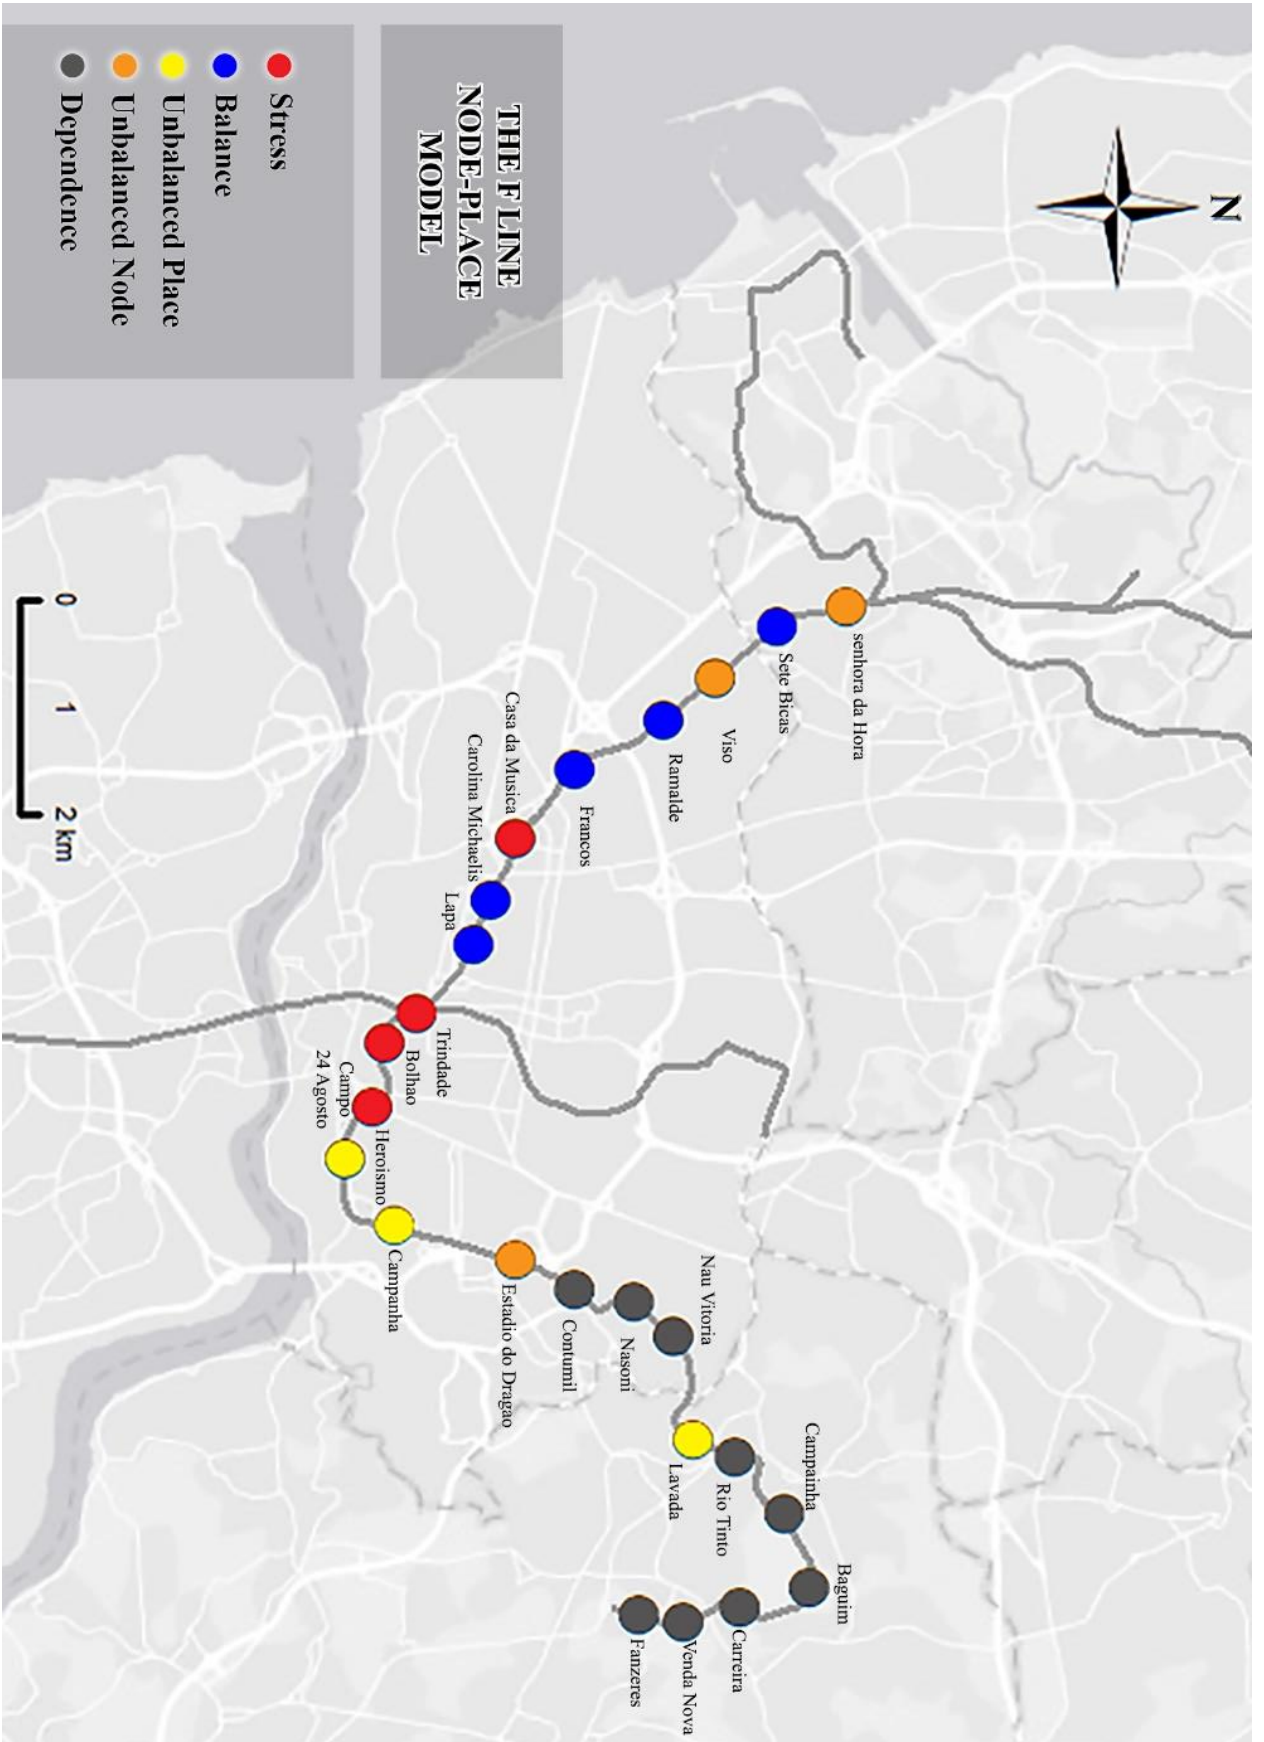 N
THE F LINE
NODE-PLACE
MODEL
Stress
Balance
Unbalanced Place
Unbalanced Node
Dependence
senhora da Hora
Sete Bicas
Viso
Ramalde
Francos
Casa da Musica
Carolina Michaelis
Lapa
Trindade
Bolhao
Campo
24 Agosto
Heroismo
Campanha
Estadio do Dragao
Contumil
Nasoni
Nau Vitoria
Lavada
Rio Tinto
Campainha
Baguim
Carreira
Venda Nova
Fanzeres
0 1 2 km